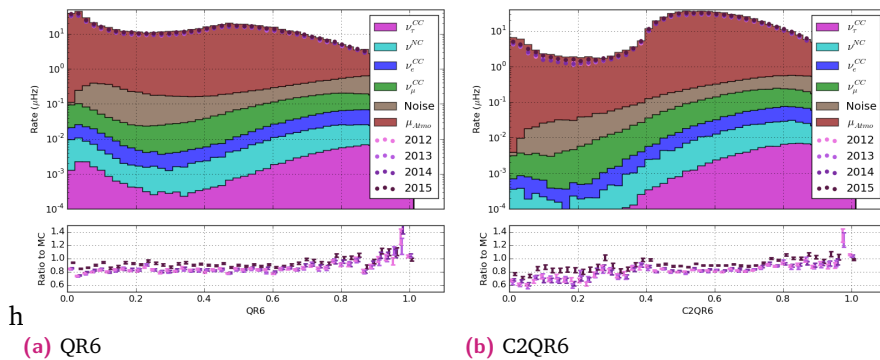 10^1
10^0
10^-1
10^-2
10^-3
10^-4
Rate (μHz)
ν_τ^CC
ν^NC
ν_e^CC
ν_μ^CC
Noise
μ_Atmo
2012
2013
2014
2015
1.4
1.2
1.0
0.8
0.6
Ratio to MC
0.0 0.2 0.4 0.6 0.8 1.0
QR6
10^1
10^0
10^-1
10^-2
10^-3
10^-4
Rate (μHz)
ν_τ^CC
ν^NC
ν_e^CC
ν_μ^CC
Noise
μ_Atmo
2012
2013
2014
2015
1.4
1.2
1.0
0.8
0.6
Ratio to MC
0.0 0.2 0.4 0.6 0.8 1.0
C2QR6
h
(a) QR6 (b) C2QR6